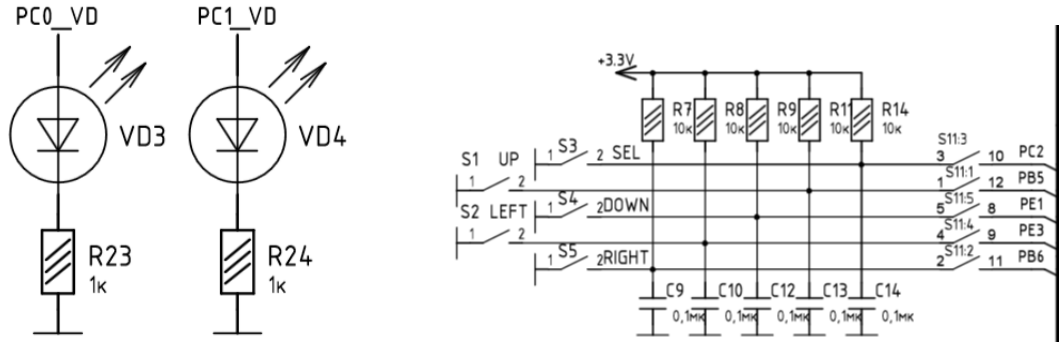 PC0_VD PC1_VD
VD3 VD4
R23 R24
1к 1к
+3.3V
R7 R8 R9 R11 R14
10к 10к 10к 10к 10к
S11:3
1 S3 2 SEL 3 10 PC2
S1 UP
S11:1
1 2 1 12 PB5
S11:5
1 S4 2 DOWN 5 8 PE1
S2 LEFT
S11:4
1 2 4 9 PE3
S11:2
1 S5 2 RIGHT 2 11 PB6
C9 C10 C12 C13 C14
0,1мк 0,1мк 0,1мк 0,1мк 0,1мк